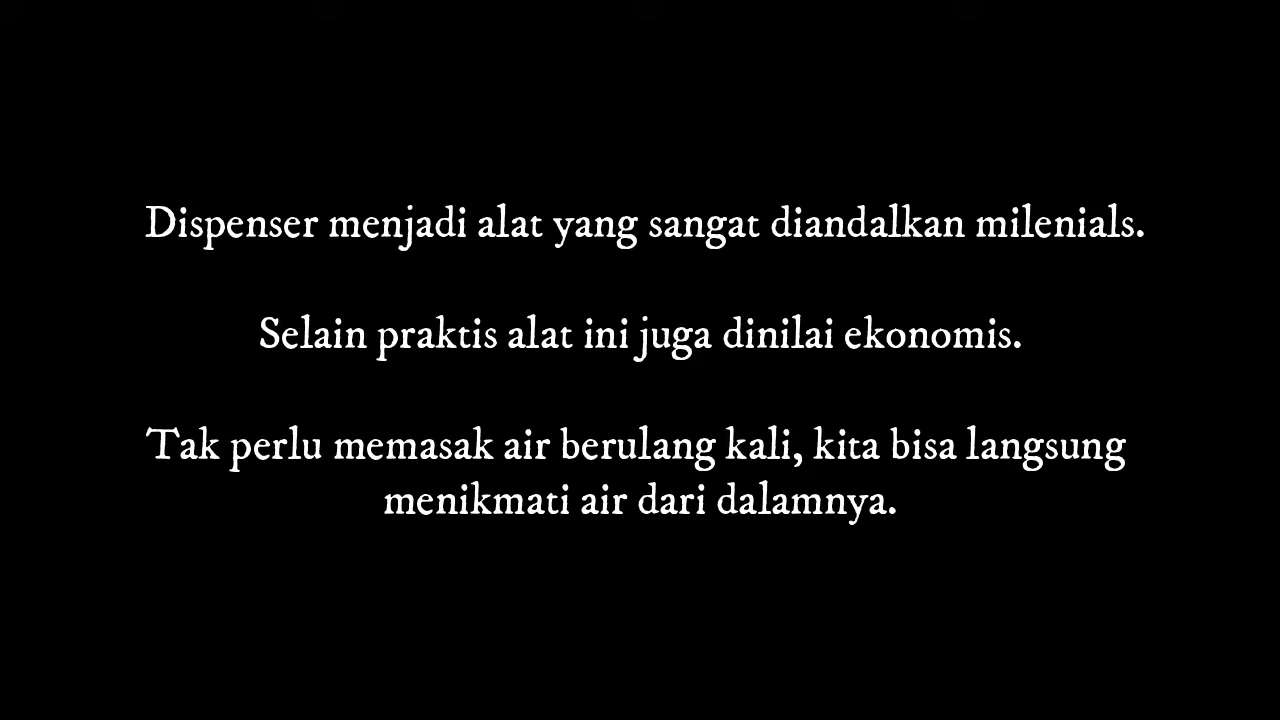 Dispenser menjadi alat yang sangat diandalkan milenials.
Selain praktis alat ini juga dinilai ekonomis.
Tak perlu memasak air berulang kali, kita bisa langsung
menikmati air dari dalamnya.